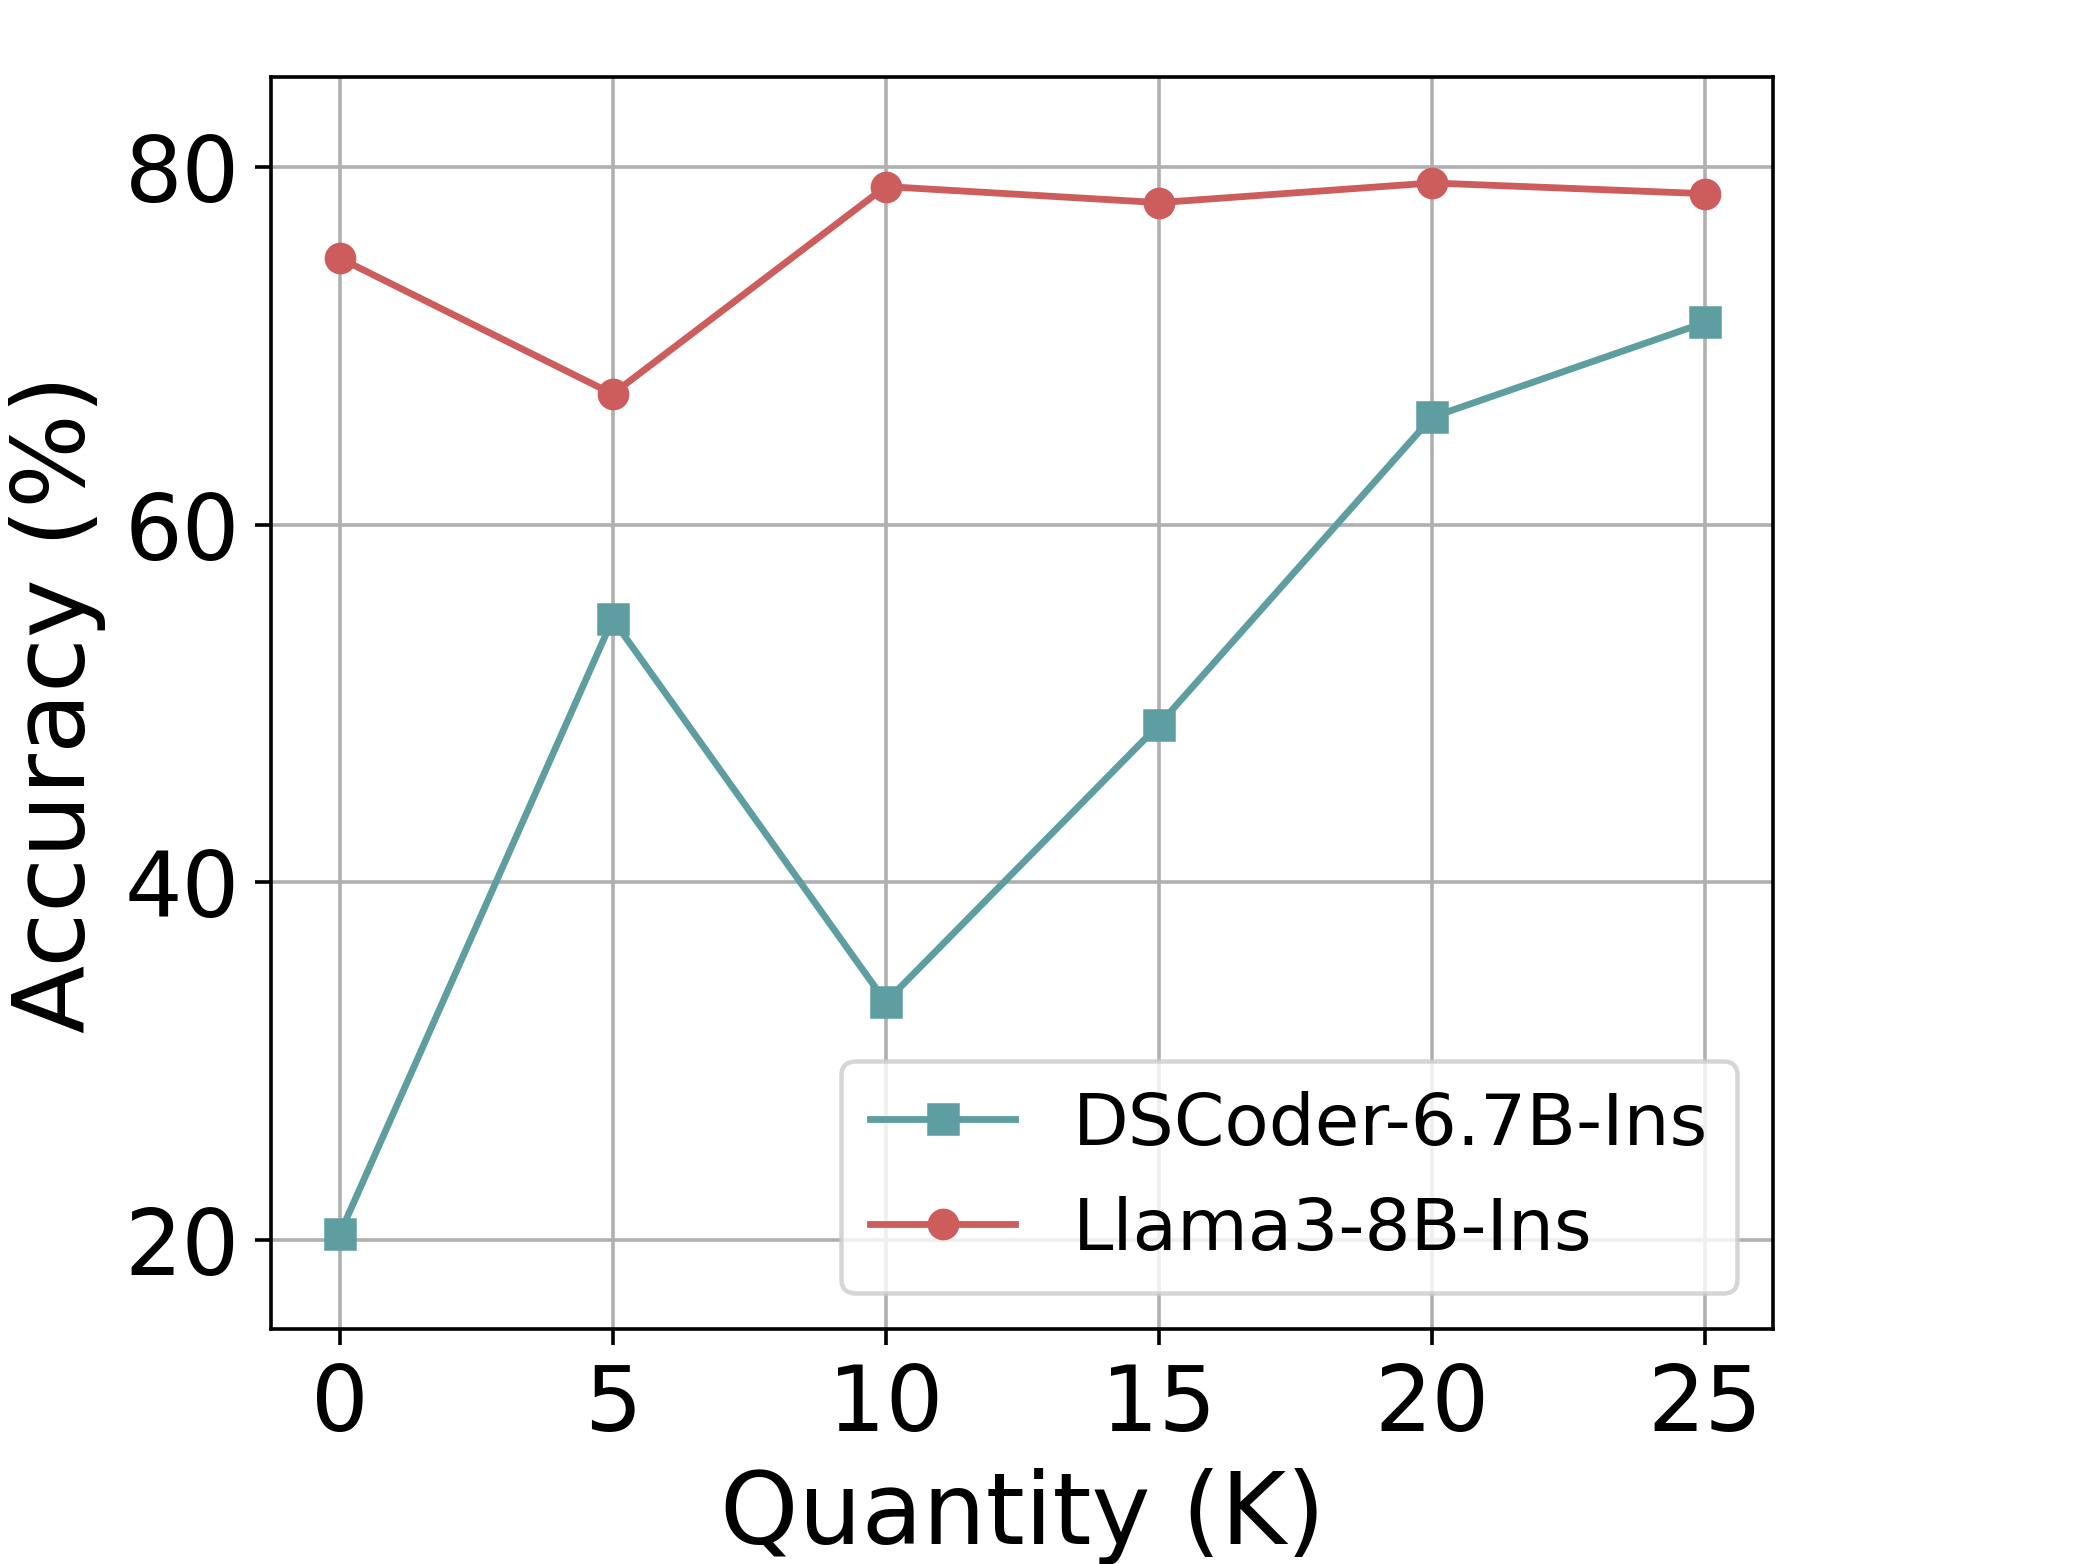 80
60
40
20
Accuracy (%)
DSCoder-6.7B-Ins
Llama3-8B-Ins
0 5 10 15 20 25
Quantity (K)